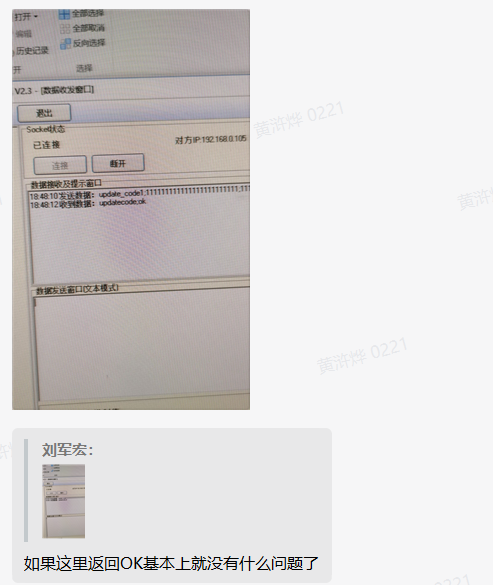 打开
全部选择
全部取消
编辑
反向选择
历史记录
开
选择
V2.3 - [数据收发窗口]
退出
Socket状态
已连接
对方IP:192.168.0.105
连接
断开
数据接收及提示窗口
18:48:10发送数据：update_code1;
18:48:12收到数据：updatecode;ok
数据发送窗口(文本模式)
黄浒烨 0221
黄浒烨
黄浒烨 0221
刘军宏:
如果这里返回OK基本上就没有什么问题了
0221